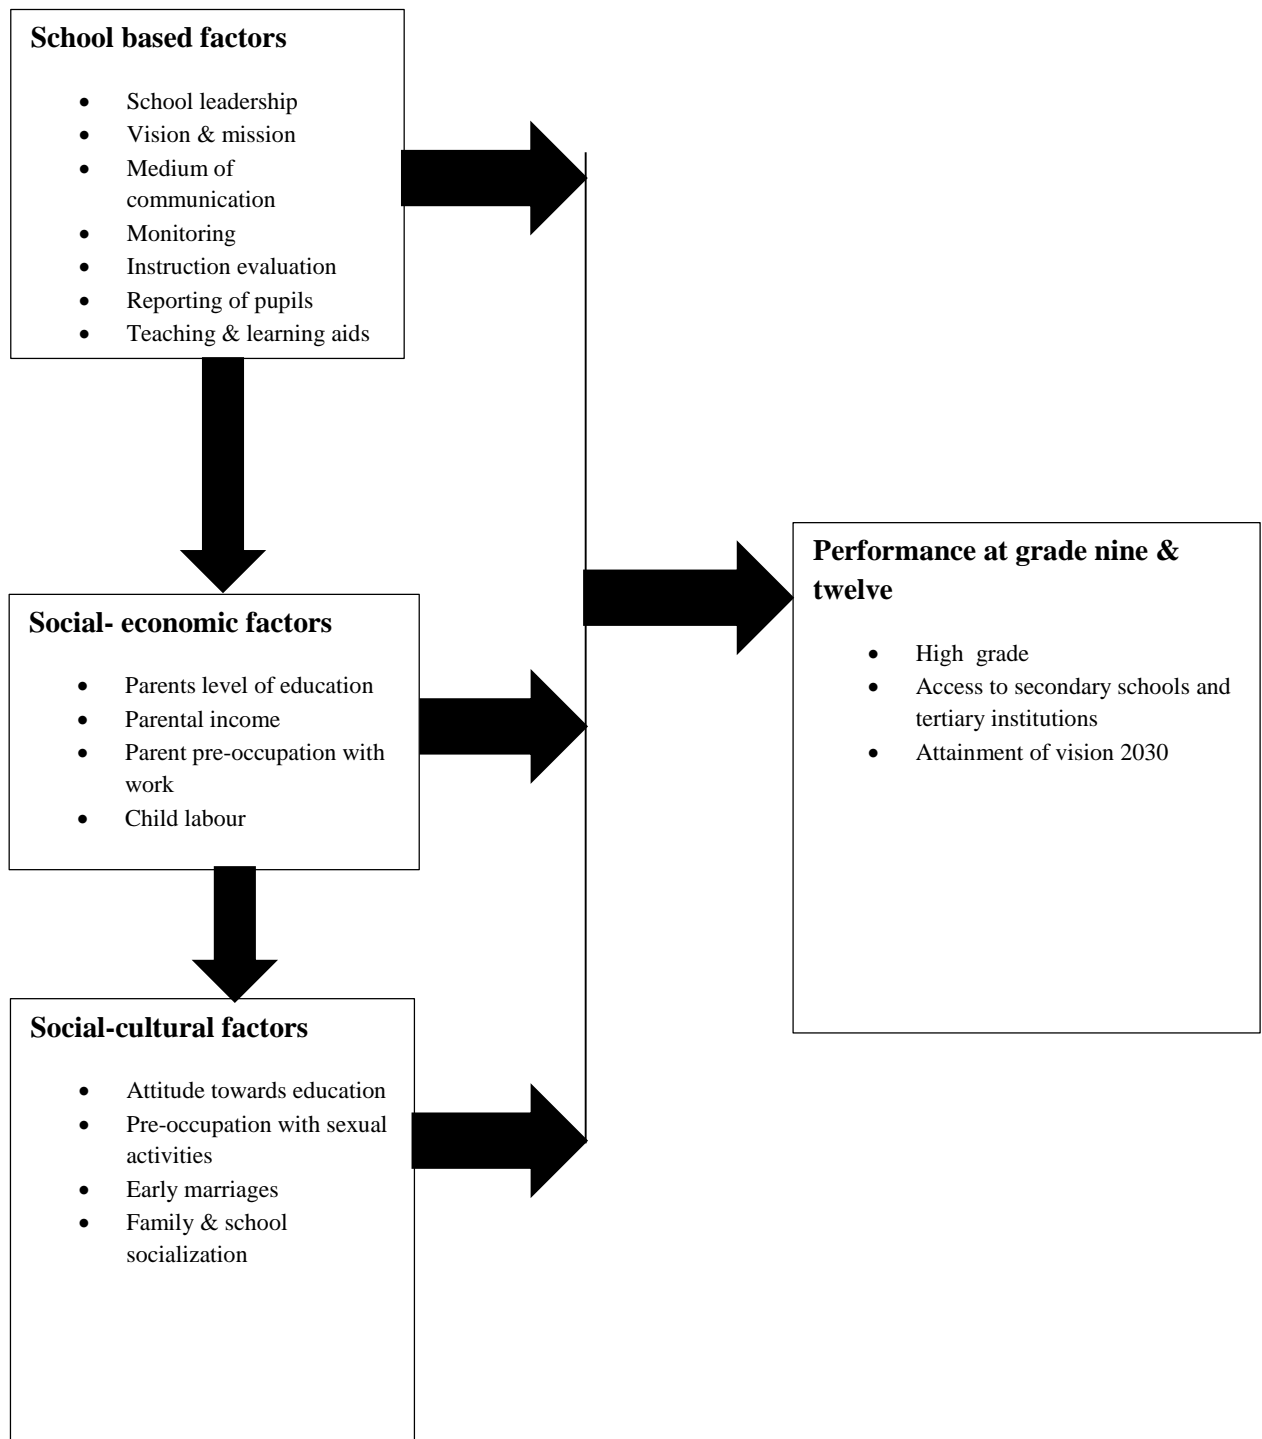 School based factors
• School leadership
• Vision & mission
• Medium of
communication
• Monitoring
• Instruction evaluation
• Reporting of pupils
• Teaching & learning aids
Social- economic factors
• Parents level of education
• Parental income
• Parent pre-occupation with
work
• Child labour
Social-cultural factors
• Attitude towards education
• Pre-occupation with sexual
activities
• Early marriages
• Family & school
socialization
Performance at grade nine &
twelve
• High  grade
• Access to secondary schools and
tertiary institutions
• Attainment of vision 2030